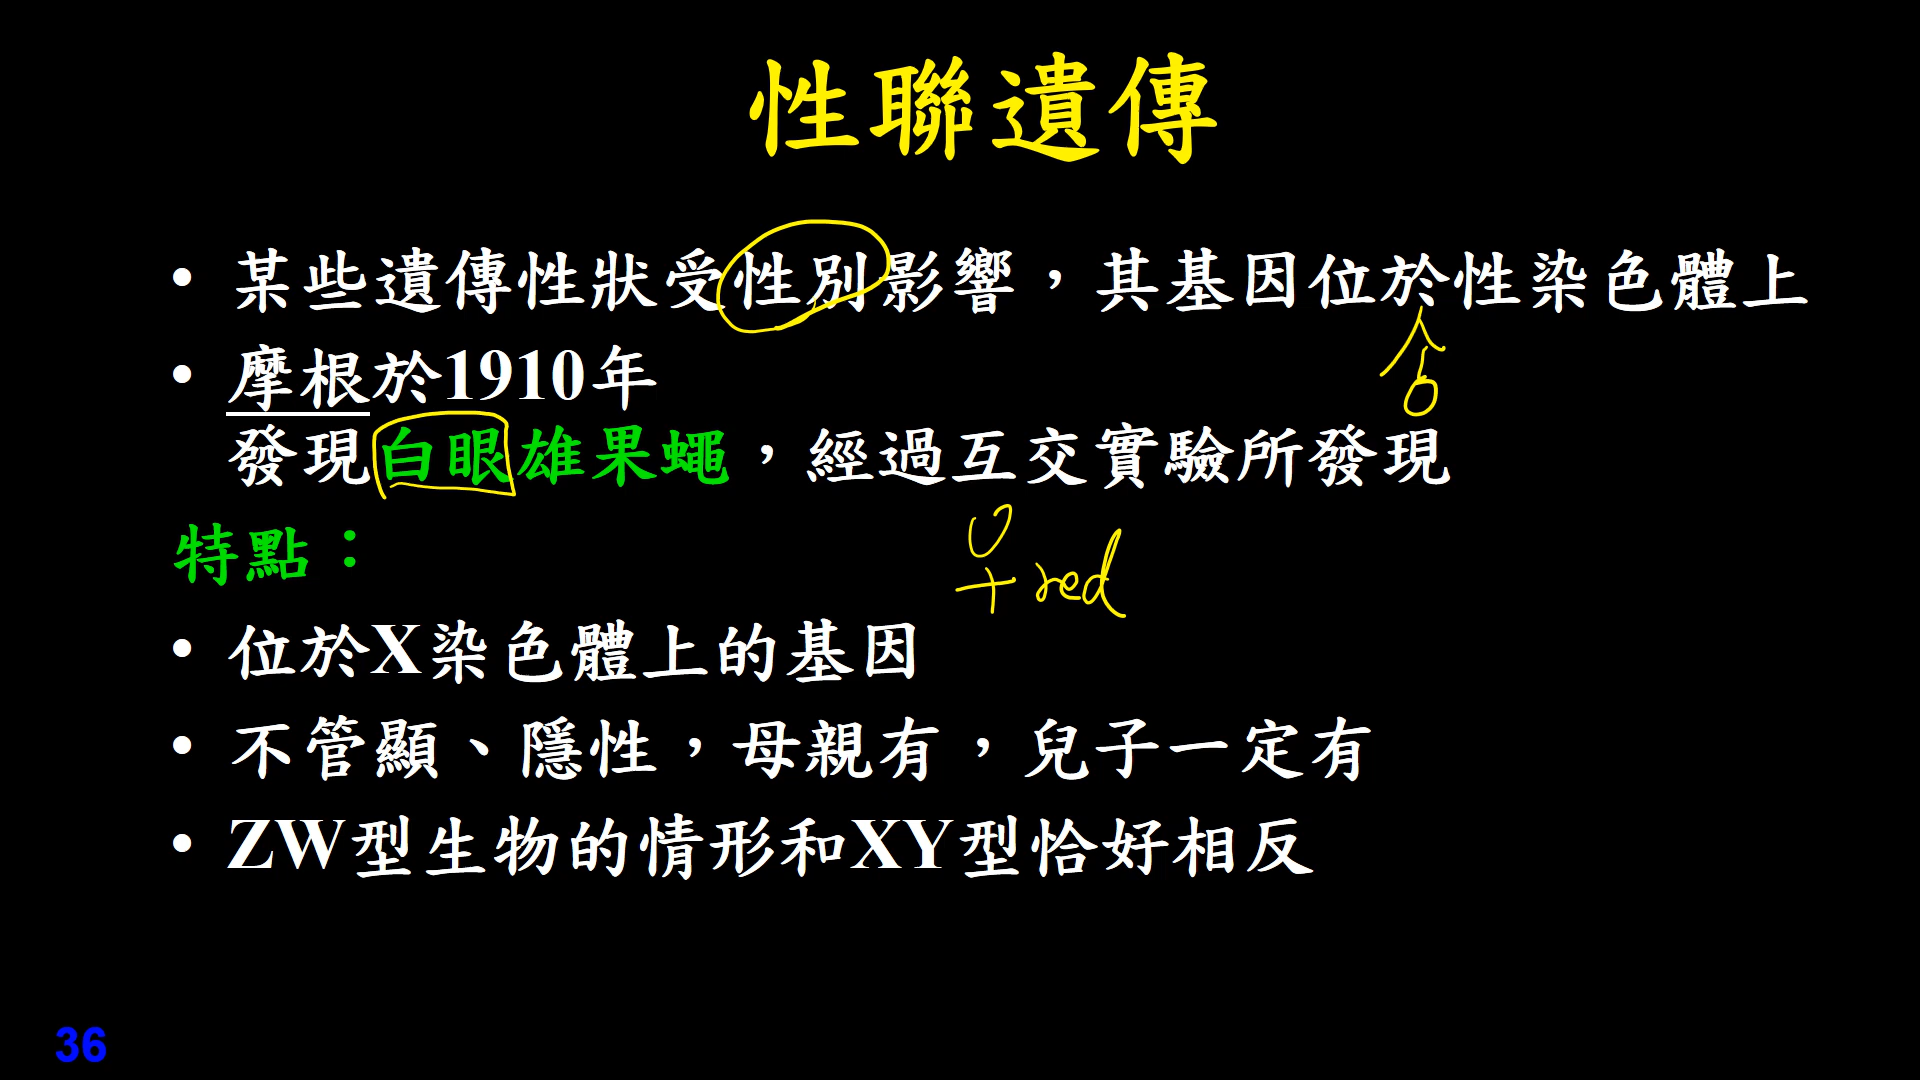 性聯遺傳
• 某些遺傳性狀受性別影響，其基因位於性染色體上
• 摩根於1910年
發現白眼雄果蠅，經過互交實驗所發現
♂
♀ red
特點：
• 位於X染色體上的基因
• 不管顯、隱性，母親有，兒子一定有
• ZW型生物的情形和XY型恰好相反
36